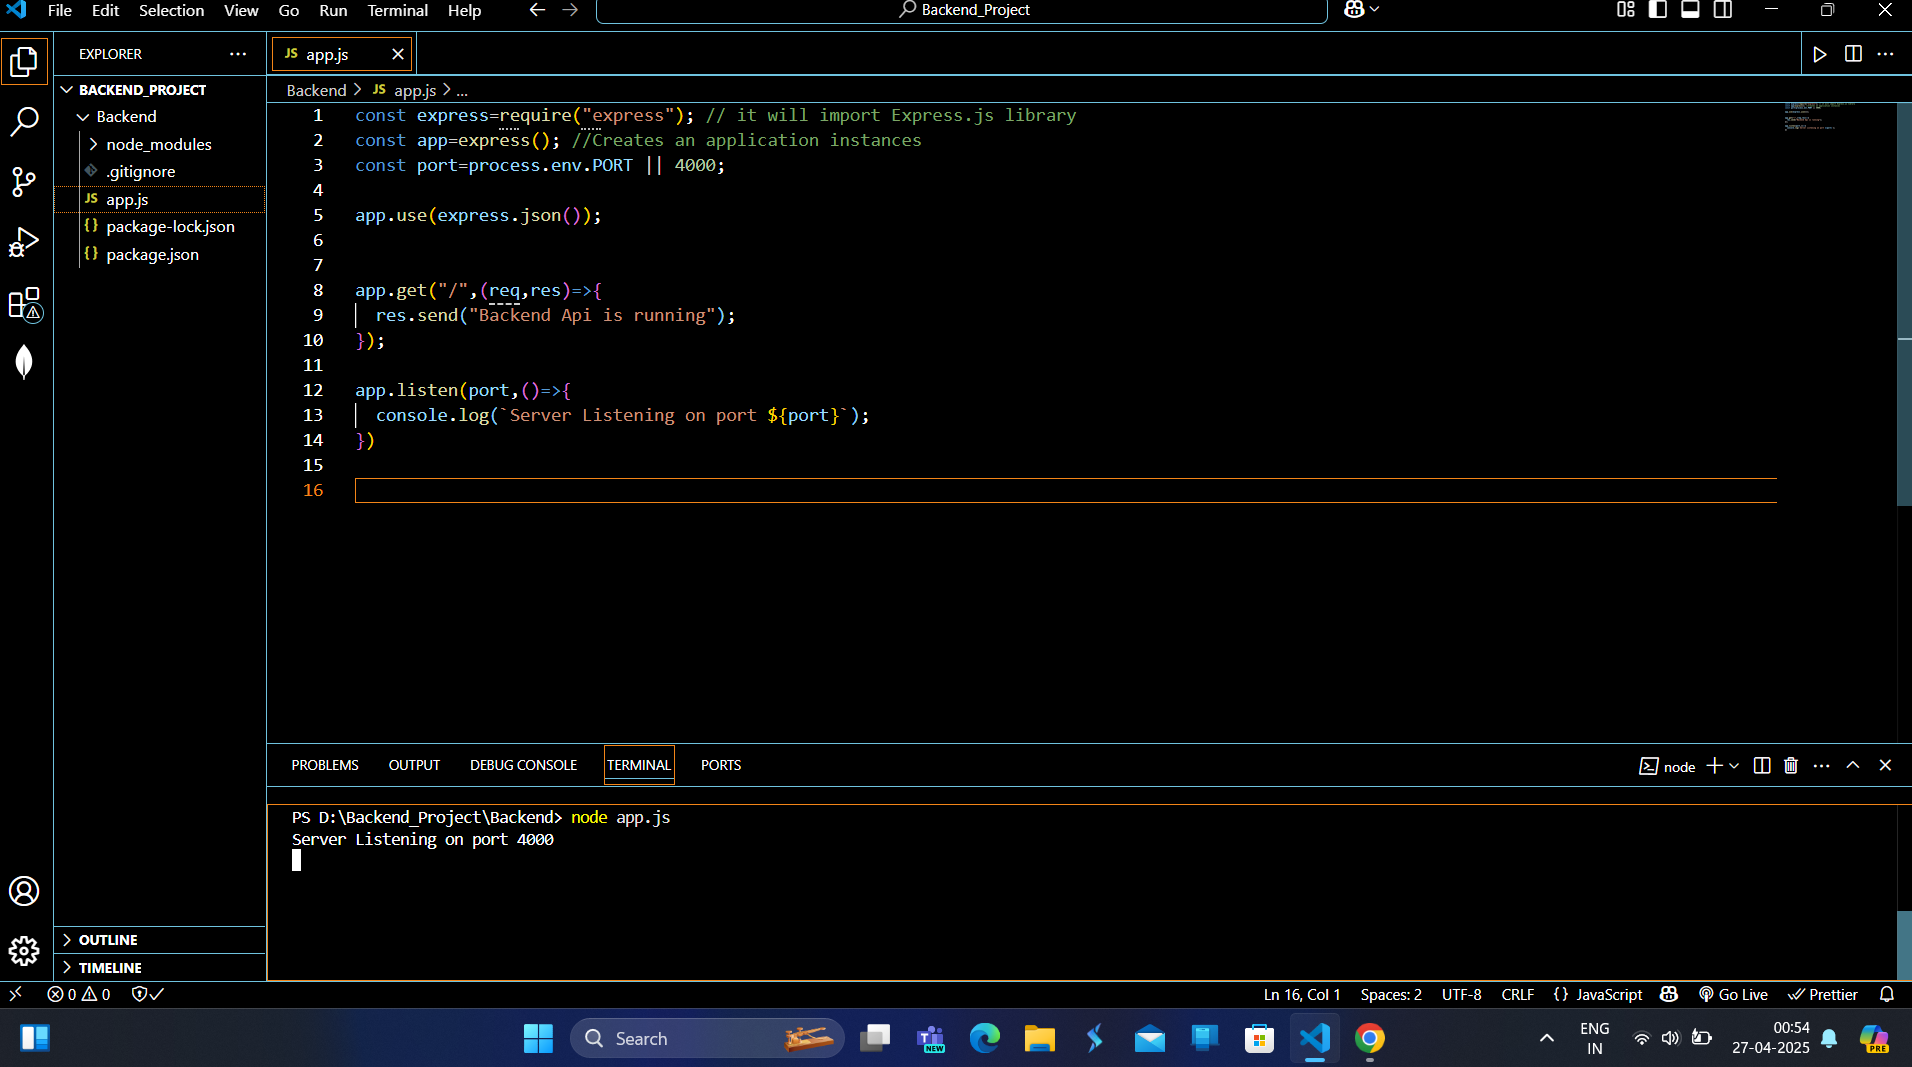 File Edit Selection View Go Run Terminal Help
Backend_Project
EXPLORER
JS app.js
BACKEND_PROJECT
Backend
node_modules
.gitignore
JS app.js
{} package-lock.json
{} package.json
OUTLINE
TIMELINE
Backend > JS app.js > ...
1 const express=require("express"); // it will import Express.js library
2 const app=express(); //Creates an application instances
3 const port=process.env.PORT || 4000;
4
5 app.use(express.json());
6
7
8 app.get("/",(req,res)=>{
9 res.send("Backend Api is running");
10 });
11
12 app.listen(port,()=>{
13 console.log(`Server Listening on port ${port}`);
14 })
15
16
PROBLEMS OUTPUT DEBUG CONSOLE TERMINAL PORTS
node
PS D:\Backend_Project\Backend> node app.js
Server Listening on port 4000
0 0
Ln 16, Col 1 Spaces: 2 UTF-8 CRLF {} JavaScript Go Live Prettier
Search
NEW
ENG
IN
00:54
27-04-2025
PRE